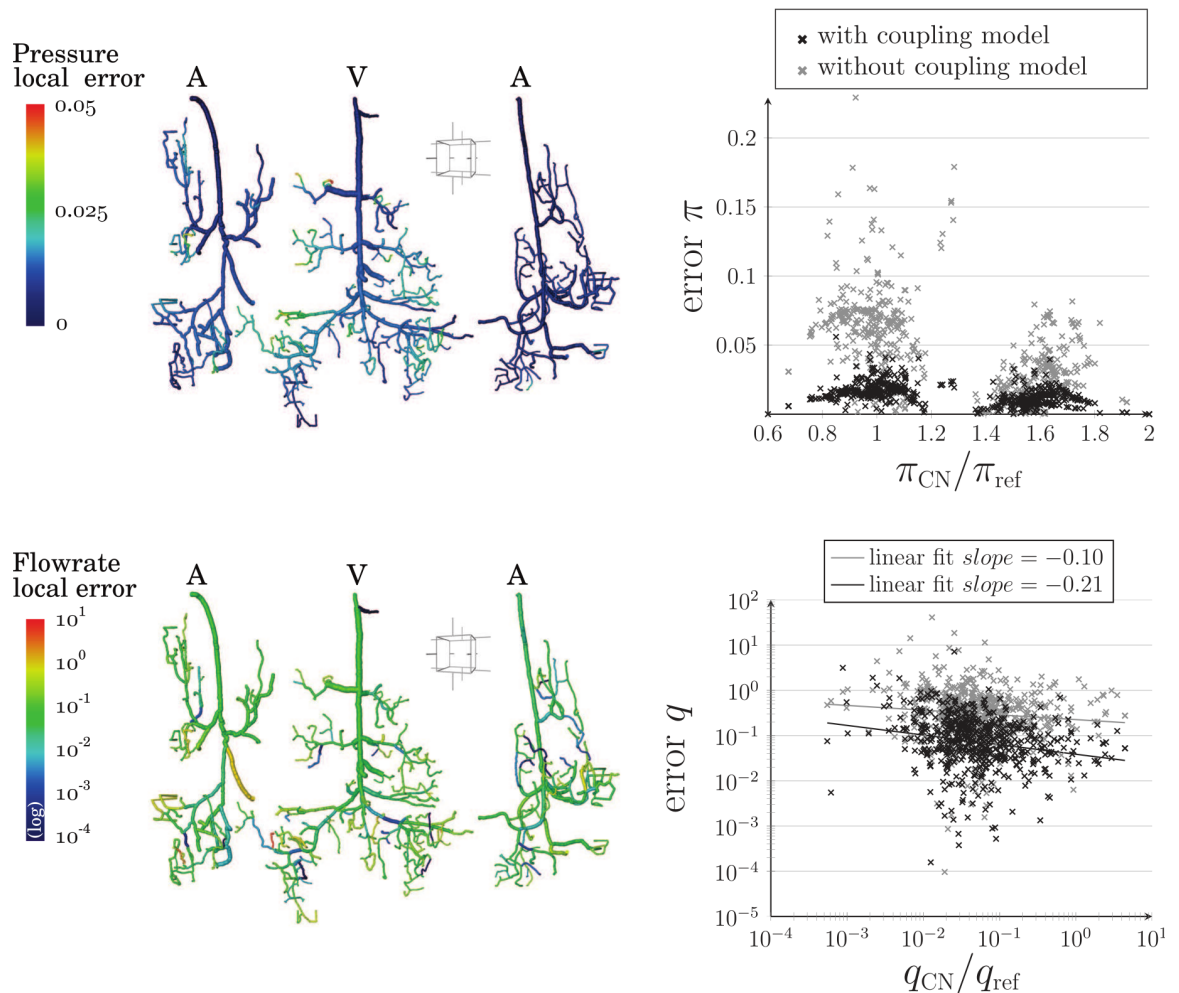 Pressure
local error
A
V
A
0.05
0.025
0
with coupling model
without coupling model
0.2
0.15
0.1
0.05
error π
0.6
0.8
1
1.2
1.4
1.6
1.8
2
π_CN/π_ref
Flowrate
local error
A
V
A
10^1
10^0
10^-1
10^-2
10^-3
10^-4
(log)
linear fit slope = −0.10
linear fit slope = −0.21
10^2
10^1
10^0
10^−1
10^−2
10^−3
10^−4
10^−5
error q
10^−4
10^−3
10^−2
10^−1
10^0
10^1
q_CN/q_ref